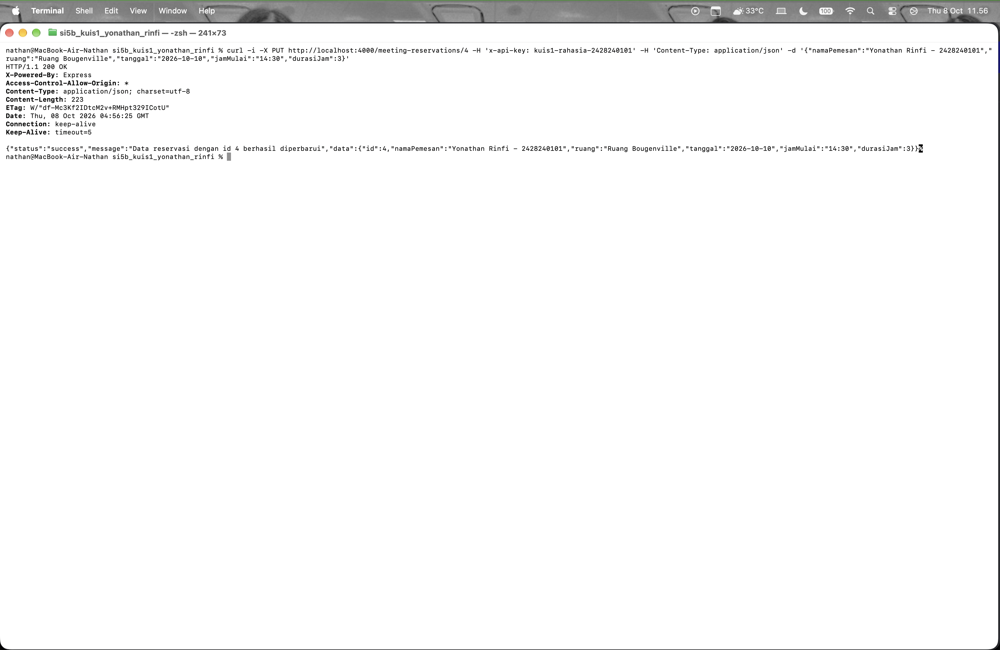 Terminal Shell Edit View Window Help 33°C 100 Thu 8 Oct 11.56
si5b_kuis1_yonathan_rinfi — -zsh — 241×73
nathan@MacBook-Air-Nathan si5b_kuis1_yonathan_rinfi % curl -i -X PUT http://localhost:4000/meeting-reservations/4 -H 'x-api-key: kuis1-rahasia-2428240101' -H 'Content-Type: application/json' -d '{"namaPemesan":"Yonathan Rinfi - 2428240101","
ruang":"Ruang Bougenville","tanggal":"2026-10-10","jamMulai":"14:30","durasiJam":3}'
HTTP/1.1 200 OK
X-Powered-By: Express
Access-Control-Allow-Origin: *
Content-Type: application/json; charset=utf-8
Content-Length: 223
ETag: W/"df-Mc3Kf2IDtcM2v+RMHpt329ICotU"
Date: Thu, 08 Oct 2026 04:56:25 GMT
Connection: keep-alive
Keep-Alive: timeout=5
{"status":"success","message":"Data reservasi dengan id 4 berhasil diperbarui","data":{"id":4,"namaPemesan":"Yonathan Rinfi - 2428240101","ruang":"Ruang Bougenville","tanggal":"2026-10-10","jamMulai":"14:30","durasiJam":3}}%
nathan@MacBook-Air-Nathan si5b_kuis1_yonathan_rinfi %